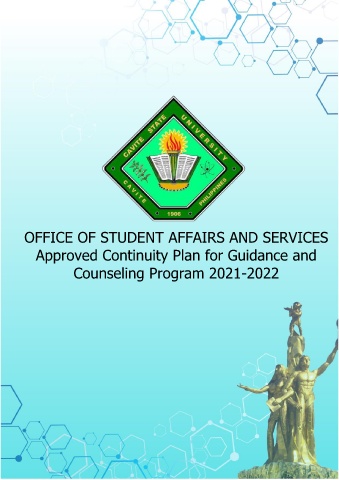 CAVITE STATE UNIVERSITY
CAVITE
1906
PHILIPPINES
OFFICE OF STUDENT AFFAIRS AND SERVICES
Approved Continuity Plan for Guidance and
Counseling Program 2021-2022